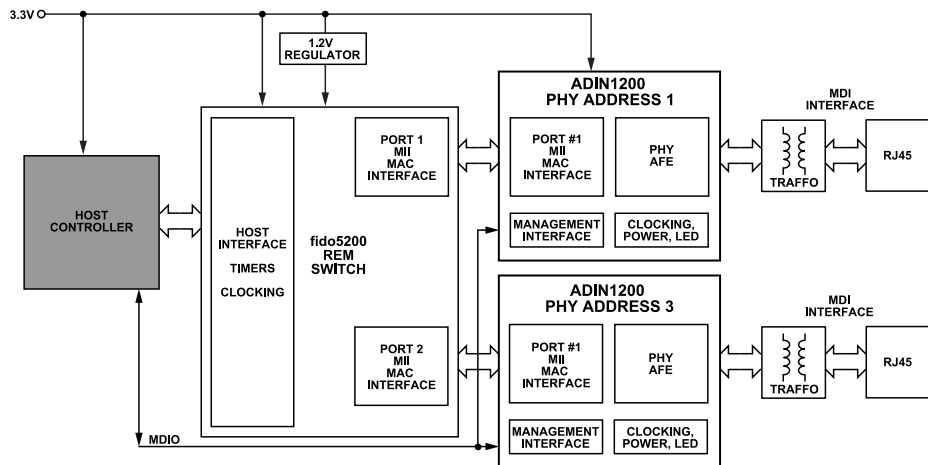 3.3V
1.2V
REGULATOR
HOST
CONTROLLER
HOST
INTERFACE
TIMERS
CLOCKING
fido5200
REM
SWITCH
PORT 1
MII
MAC
INTERFACE
PORT 2
MII
MAC
INTERFACE
MDIO
ADIN1200
PHY ADDRESS 1
PORT #1
MII
MAC
INTERFACE
PHY
AFE
MANAGEMENT
INTERFACE
CLOCKING,
POWER, LED
MDI
INTERFACE
TRAFFO
RJ45
ADIN1200
PHY ADDRESS 3
PORT #1
MII
MAC
INTERFACE
PHY
AFE
MANAGEMENT
INTERFACE
CLOCKING,
POWER, LED
MDI
INTERFACE
TRAFFO
RJ45